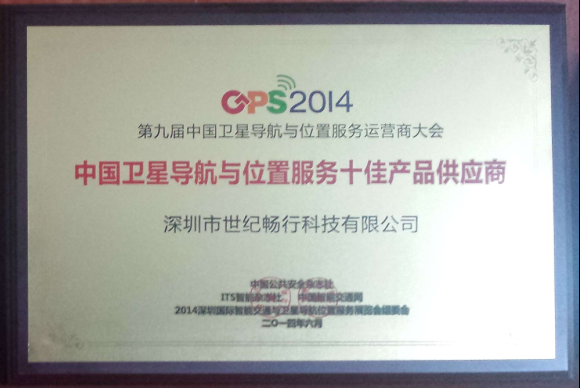 GPS 2014
第九届中国卫星导航与位置服务运营商大会
中国卫星导航与位置服务十佳产品供应商
深圳市世纪畅行科技有限公司
中国公共安全杂志社
ITS智能杂志社 中国智能交通网
2014深圳国际智能交通与卫星导航位置服务展览会组委会
二〇一四年六月